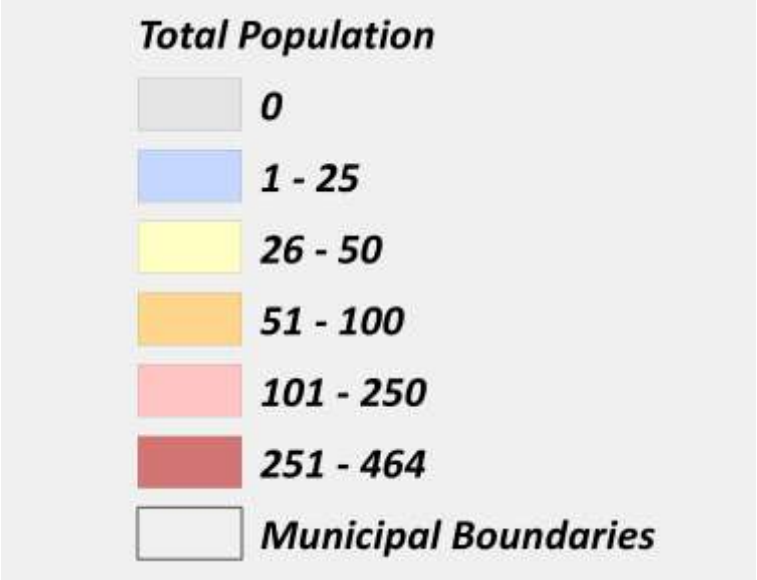 Total Population
0
1 - 25
26 - 50
51 - 100
101 - 250
251 - 464
Municipal Boundaries